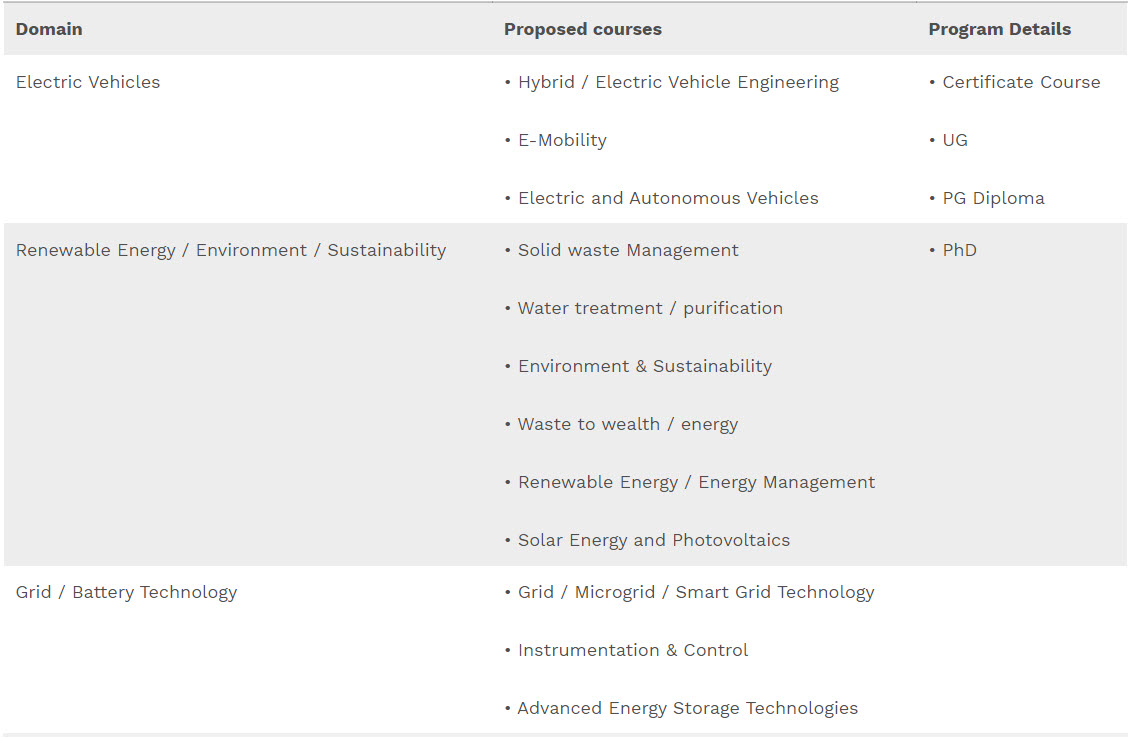 Domain Proposed courses Program Details
Electric Vehicles • Hybrid / Electric Vehicle Engineering • Certificate Course
• E-Mobility • UG
• Electric and Autonomous Vehicles • PG Diploma
Renewable Energy / Environment / Sustainability • Solid waste Management • PhD
• Water treatment / purification
• Environment & Sustainability
• Waste to wealth / energy
• Renewable Energy / Energy Management
• Solar Energy and Photovoltaics
Grid / Battery Technology • Grid / Microgrid / Smart Grid Technology
• Instrumentation & Control
• Advanced Energy Storage Technologies